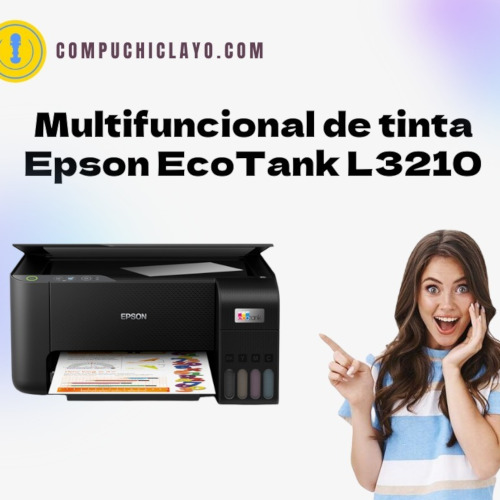 COMPUCHICLAYO.COM
Multifuncional de tinta
Epson EcoTank L3210
EPSON